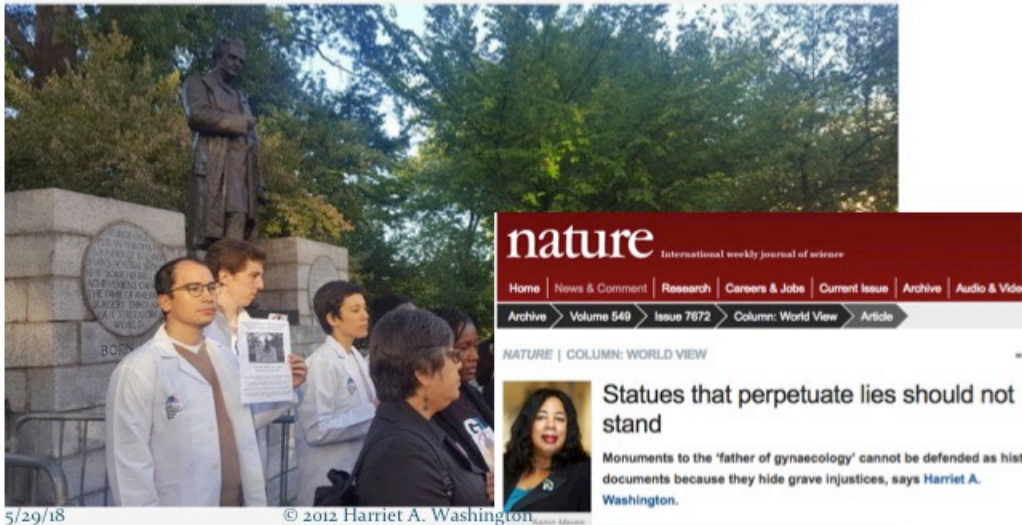 BORN
5/29/18
© 2012 Harriet A. Washington
nature International weekly journal of science
Home News & Comment Research Careers & Jobs Current Issue Archive Audio & Vide
Archive Volume 549 Issue 7672 Column: World View Article
NATURE | COLUMN: WORLD VIEW
Statues that perpetuate lies should not
stand
Monuments to the 'father of gynaecology' cannot be defended as hist
documents because they hide grave injustices, says Harriet A.
Washington.